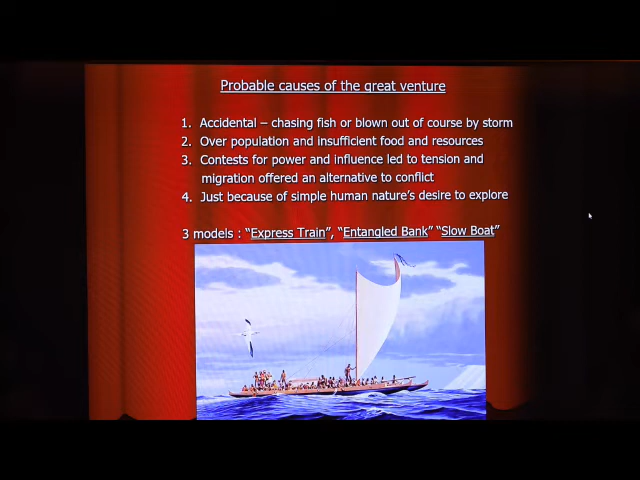 Probable causes of the great venture
1. Accidental – chasing fish or blown out of course by storm
2. Over population and insufficient food and resources
3. Contests for power and influence led to tension and
migration offered an alternative to conflict
4. Just because of simple human nature's desire to explore
3 models : "Express Train", "Entangled Bank" "Slow Boat"